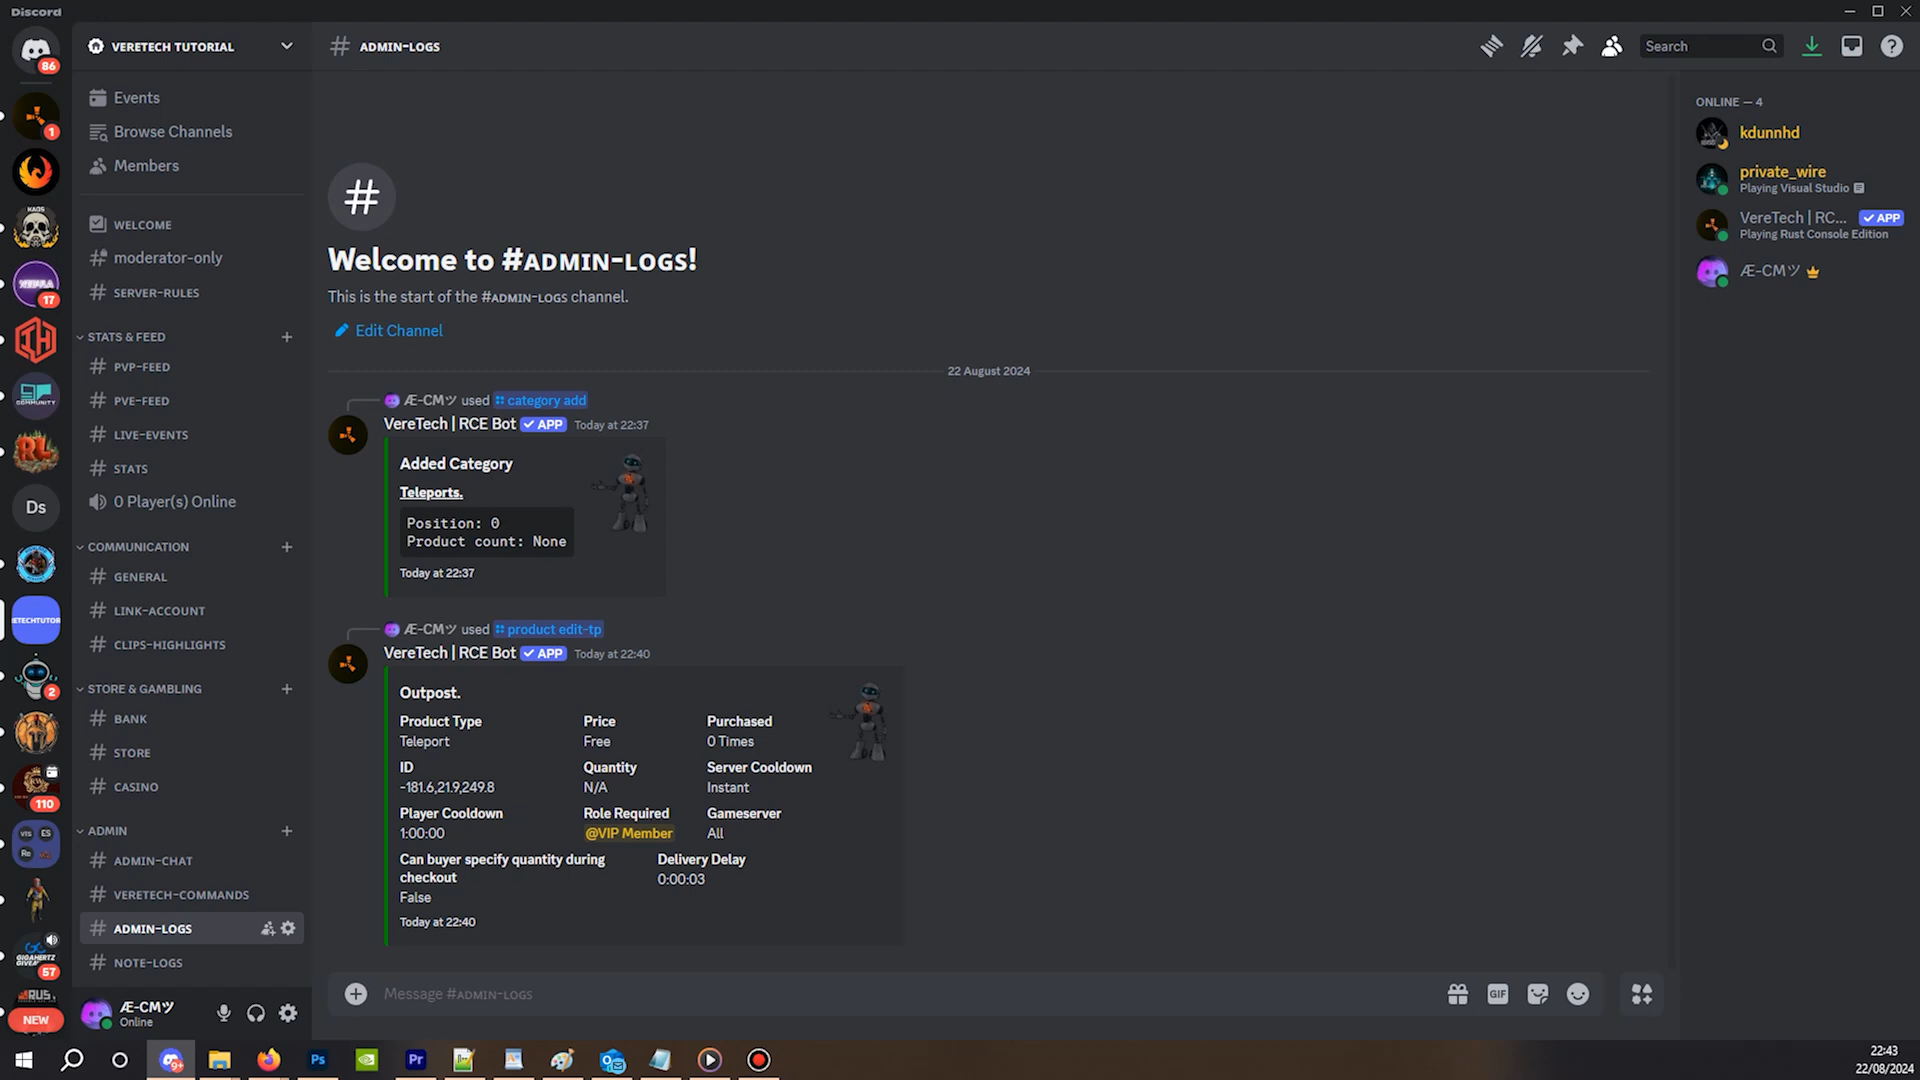 Discord
VERETECH TUTORIAL
ADMIN-LOGS
Search
86
1
17
Ds
2
110
57
NEW
Events
Browse Channels
Members
WELCOME
moderator-only
SERVER-RULES
STATS & FEED
PVP-FEED
PVE-FEED
LIVE-EVENTS
STATS
0 Player(s) Online
COMMUNICATION
GENERAL
LINK-ACCOUNT
CLIPS-HIGHLIGHTS
STORE & GAMBLING
BANK
STORE
CASINO
ADMIN
ADMIN-CHAT
VERETECH-COMMANDS
ADMIN-LOGS
NOTE-LOGS
Æ-CMツ
Online
Welcome to #ADMIN-LOGS!
This is the start of the #ADMIN-LOGS channel.
Edit Channel
22 August 2024
Æ-CMツ used category add
VereTech | RCE Bot APP Today at 22:37
Added Category
Teleports.
Position: 0
Product count: None
Today at 22:37
Æ-CMツ used product edit-tp
VereTech | RCE Bot APP Today at 22:40
Outpost.
Product Type Price Purchased
Teleport Free 0 Times
ID Quantity Server Cooldown
-181.6,21.9,249.8 N/A Instant
Player Cooldown Role Required Gameserver
1:00:00 @VIP Member All
Can buyer specify quantity during Delivery Delay
checkout 0:00:03
False
Today at 22:40
Message #ADMIN-LOGS
GIF
ONLINE — 4
kdunnhd
private_wire
Playing Visual Studio
VereTech | RC... APP
Playing Rust Console Edition
Æ-CMツ
Ps
Pr
22:43
22/08/2024